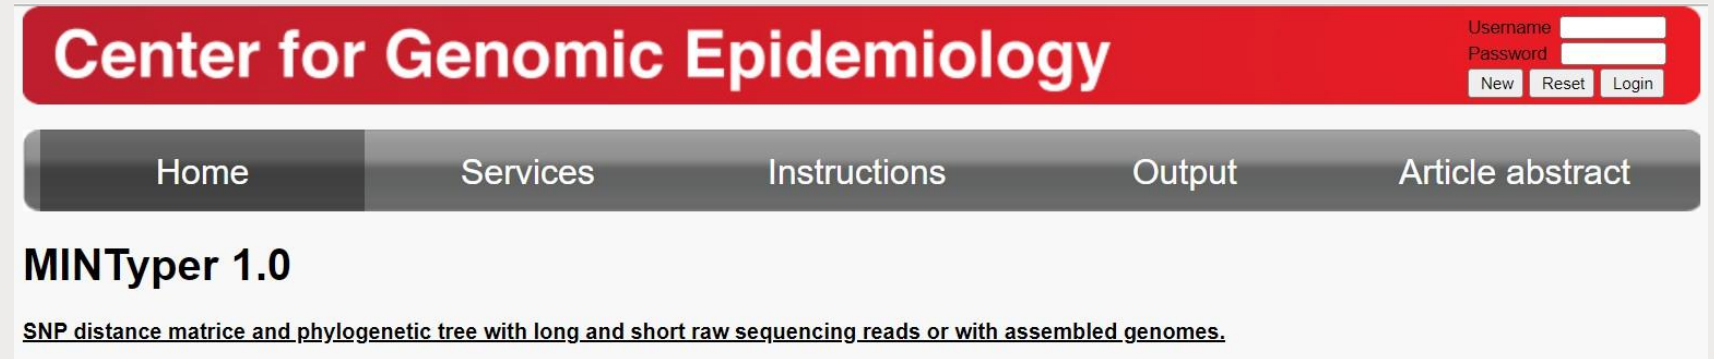 Center for Genomic Epidemiology
Username
Password
New Reset Login
Home Services Instructions Output Article abstract
MINTyper 1.0
SNP distance matrice and phylogenetic tree with long and short raw sequencing reads or with assembled genomes.